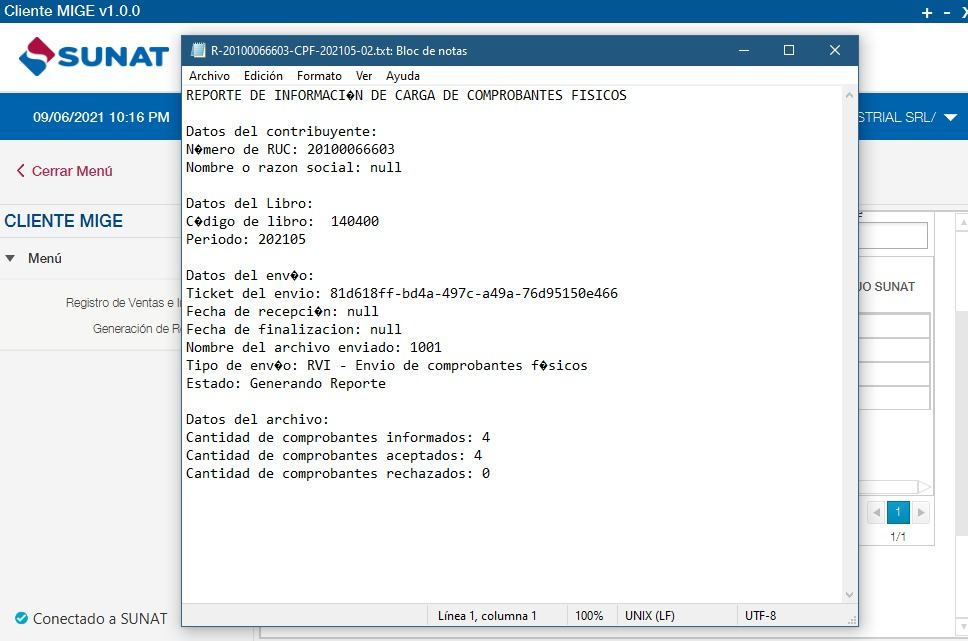 Cliente MIGE v1.0.0
SUNAT
R-20100066603-CPF-202105-02.txt: Bloc de notas
Archivo Edición Formato Ver Ayuda
09/06/2021 10:16 PM
STRIAL SRL/
Cerrar Menú
CLIENTE MIGE
Menú
Registro de Ventas e
Generación de
REPORTE DE INFORMACI�N DE CARGA DE COMPROBANTES FISICOS
Datos del contribuyente:
N�mero de RUC: 20100066603
Nombre o razon social: null
Datos del Libro:
C�digo de libro:  140400
Periodo: 202105
Datos del env�o:
Ticket del envio: 81d618ff-bd4a-497c-a49a-76d95150e466
Fecha de recepci�n: null
Fecha de finalizacion: null
Nombre del archivo enviado: 1001
Tipo de env�o: RVI - Envio de comprobantes f�sicos
Estado: Generando Reporte
Datos del archivo:
Cantidad de comprobantes informados: 4
Cantidad de comprobantes aceptados: 4
Cantidad de comprobantes rechazados: 0
SUNAT
1
1/1
Conectado a SUNAT
Línea 1, columna 1 100% UNIX (LF) UTF-8